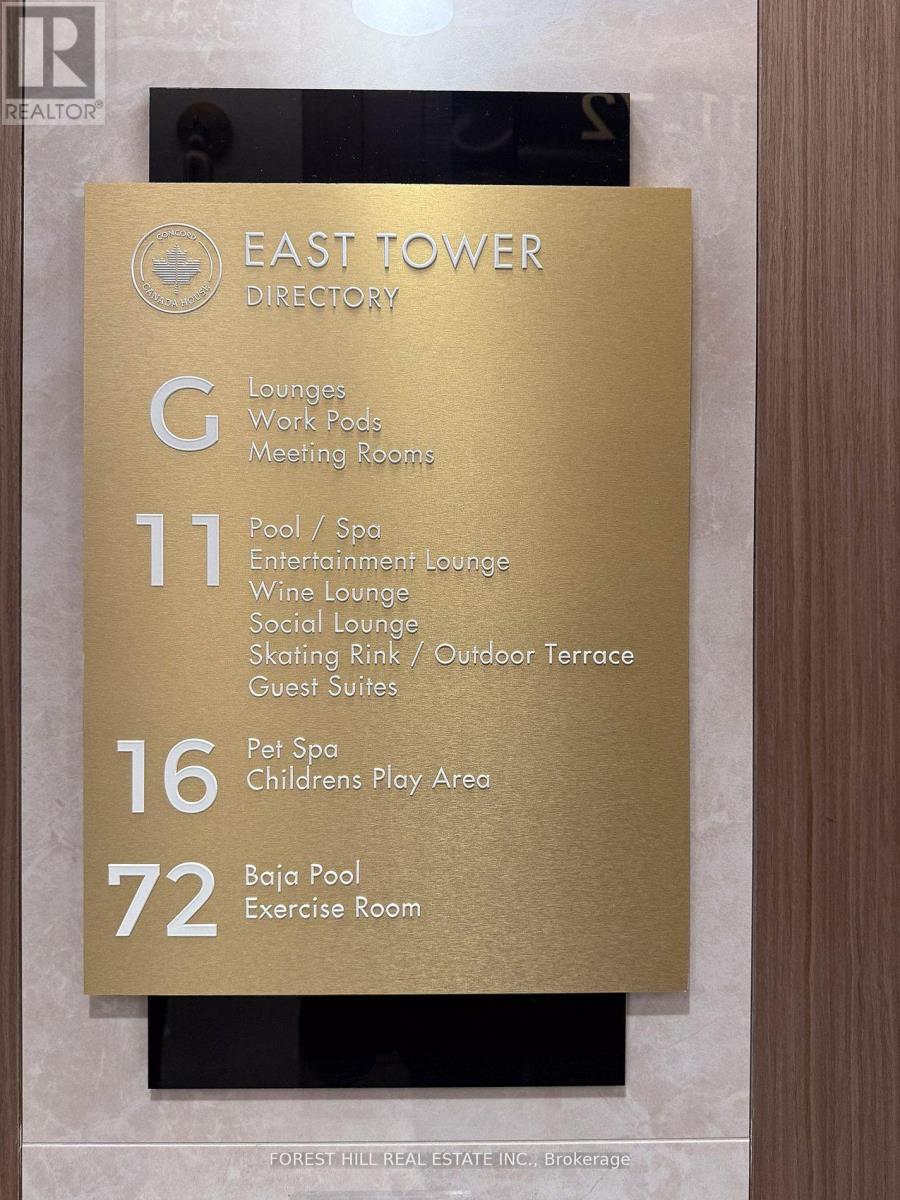 REALTOR®
CONCORD
CANADA HOUSE
EAST TOWER
DIRECTORY
G
Lounges
Work Pods
Meeting Rooms
11
Pool / Spa
Entertainment Lounge
Wine Lounge
Social Lounge
Skating Rink / Outdoor Terrace
Guest Suites
16
Pet Spa
Childrens Play Area
72
Baja Pool
Exercise Room
FOREST HILL REAL ESTATE INC., Brokerage